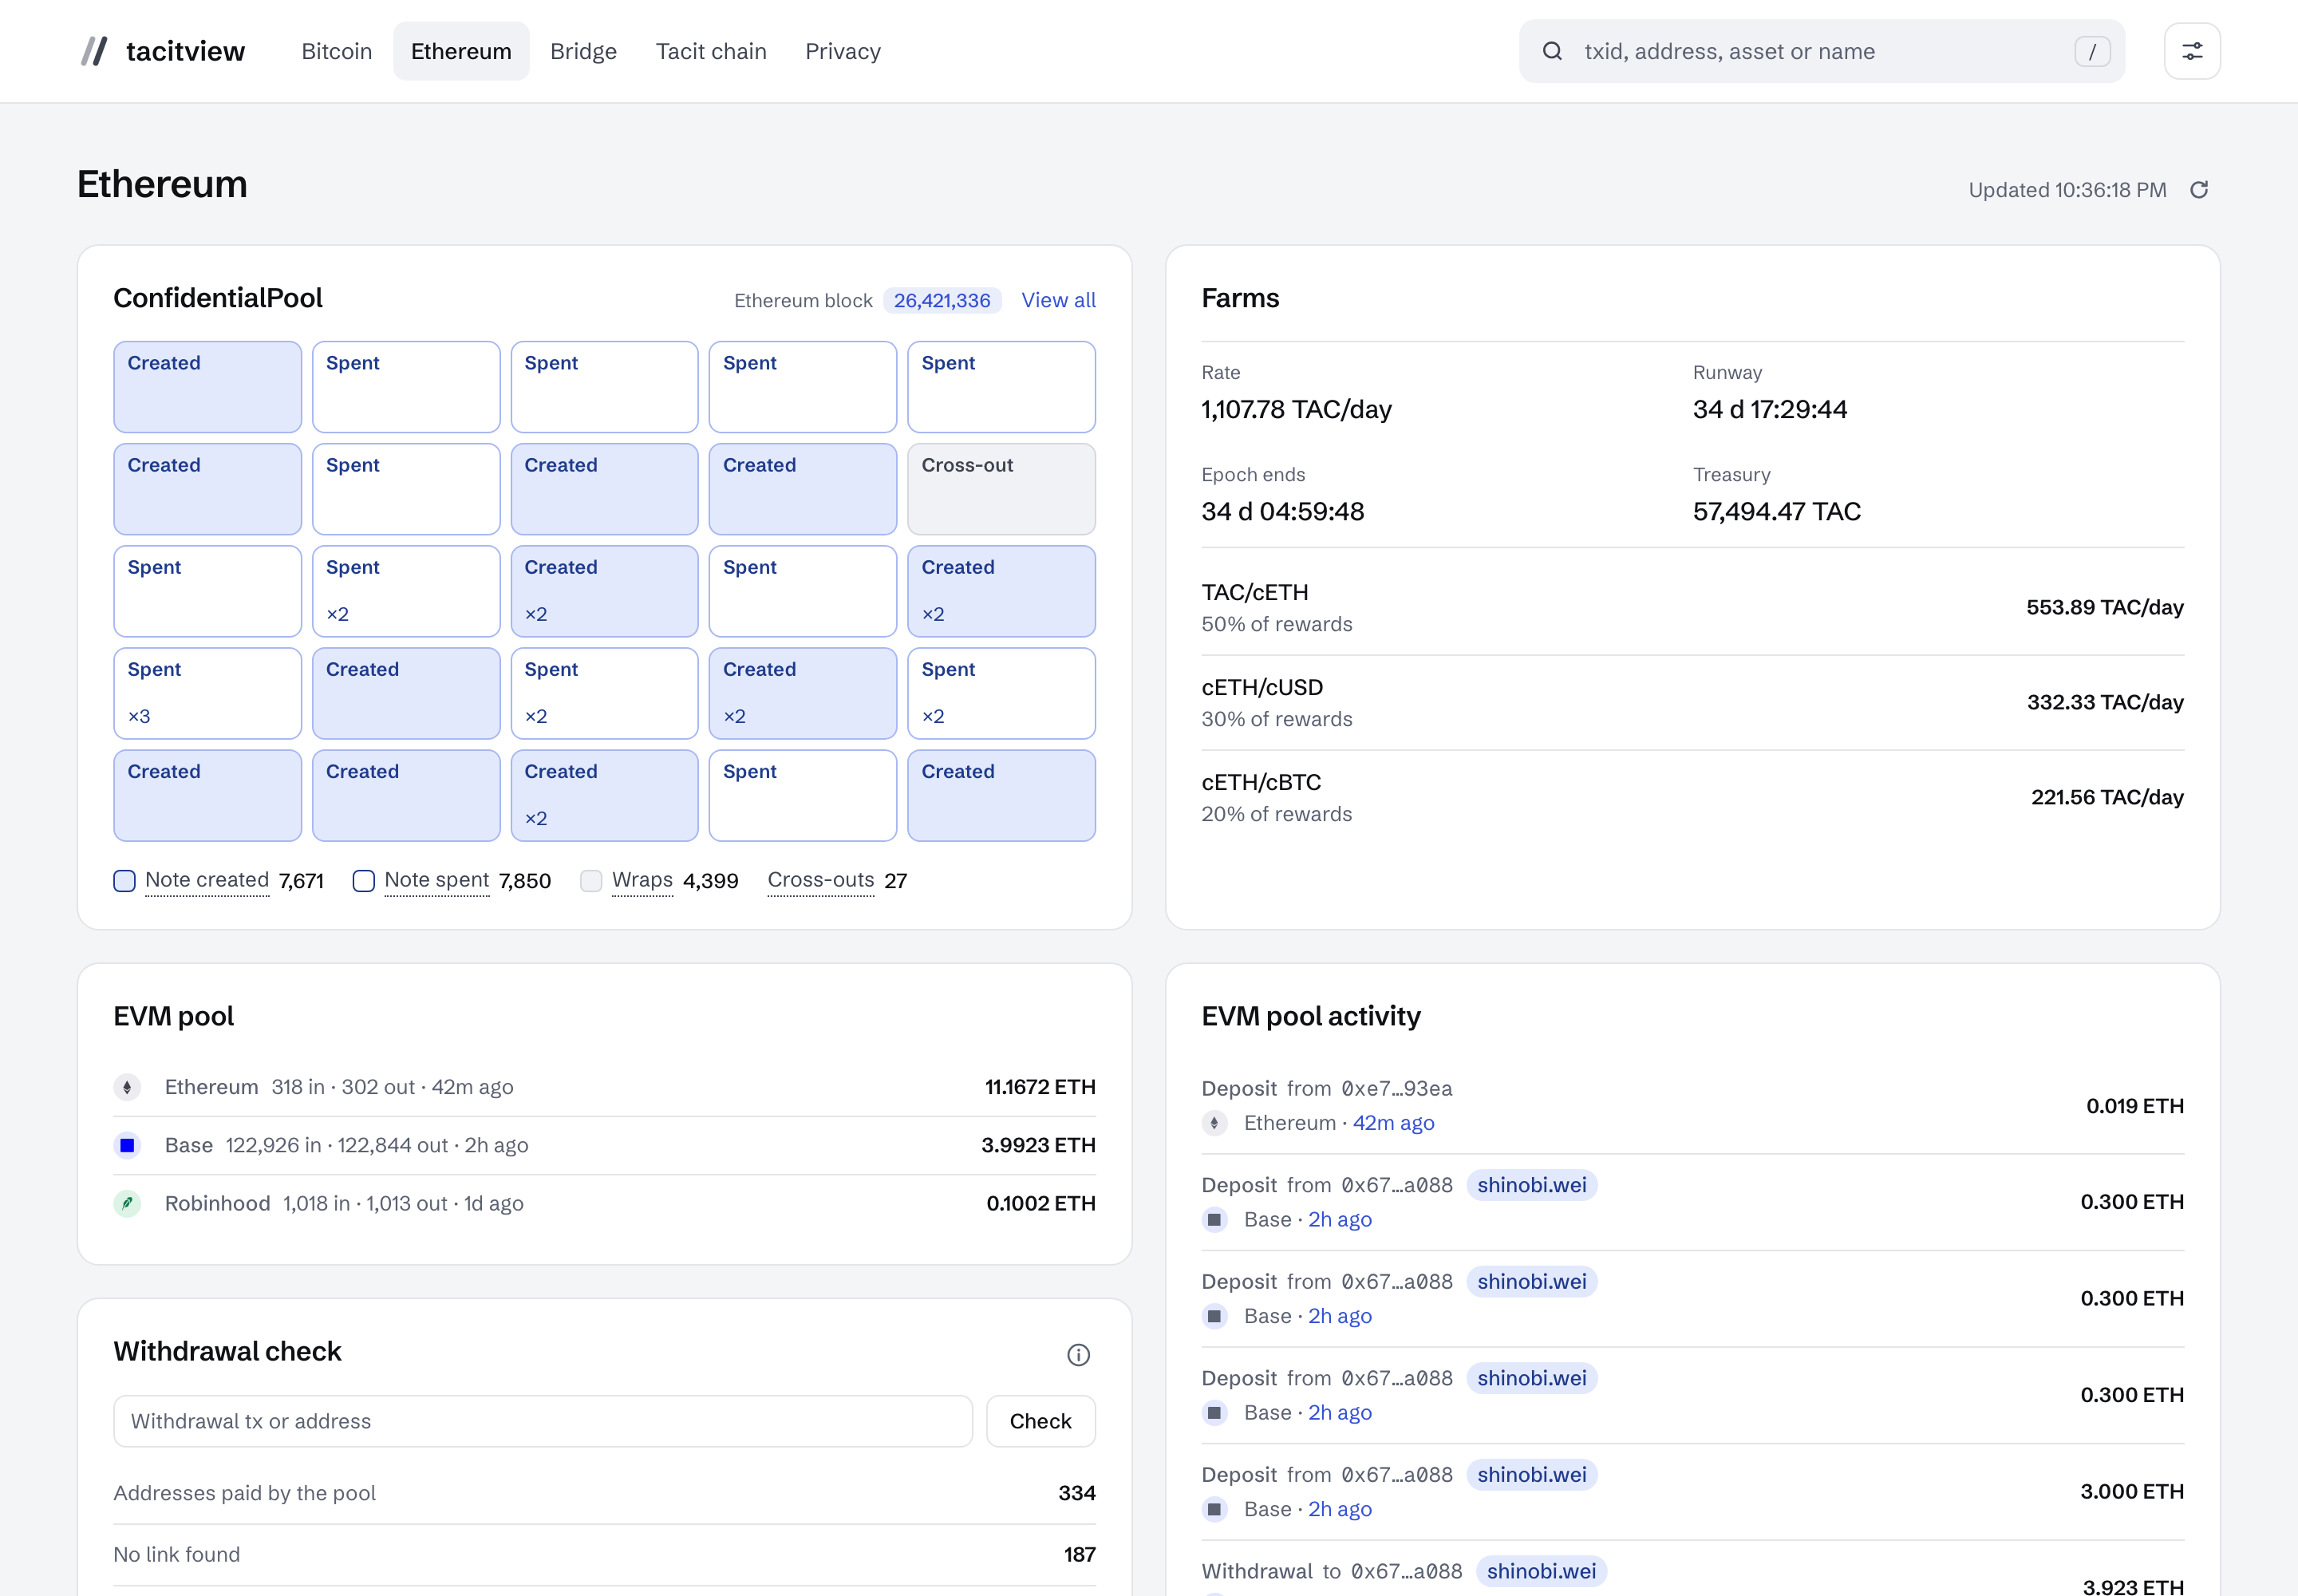 tacitview Bitcoin Ethereum Bridge Tacit chain Privacy txid, address, asset or name /
Ethereum
Updated 10:36:18 PM
ConfidentialPool
Ethereum block 26,421,336 View all
Created Spent Spent Spent Spent
Created Spent Created Created Cross-out
Spent Spent Created Spent Created
×2 ×2 ×2
Spent Created Spent Created Spent
×3 ×2 ×2 ×2
Created Created Created Spent Created
×2
Note created 7,671 Note spent 7,850 Wraps 4,399 Cross-outs 27
Farms
Rate Runway
1,107.78 TAC/day 34 d 17:29:44
Epoch ends Treasury
34 d 04:59:48 57,494.47 TAC
TAC/cETH
50% of rewards
553.89 TAC/day
cETH/cUSD
30% of rewards
332.33 TAC/day
cETH/cBTC
20% of rewards
221.56 TAC/day
EVM pool
Ethereum 318 in · 302 out · 42m ago 11.1672 ETH
Base 122,926 in · 122,844 out · 2h ago 3.9923 ETH
Robinhood 1,018 in · 1,013 out · 1d ago 0.1002 ETH
Withdrawal check
Withdrawal tx or address Check
Addresses paid by the pool 334
No link found 187
EVM pool activity
Deposit from 0xe7…93ea
Ethereum · 42m ago
0.019 ETH
Deposit from 0x67…a088 shinobi.wei
Base · 2h ago
0.300 ETH
Deposit from 0x67…a088 shinobi.wei
Base · 2h ago
0.300 ETH
Deposit from 0x67…a088 shinobi.wei
Base · 2h ago
0.300 ETH
Deposit from 0x67…a088 shinobi.wei
Base · 2h ago
3.000 ETH
Withdrawal to 0x67…a088 shinobi.wei
3.923 ETH